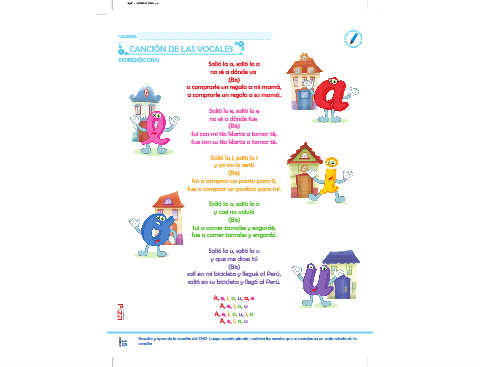 CANCIÓN DE LAS VOCALES
EXPRESIÓN ORAL
Salió la a, salió la a
no sé a dónde va
(Bis)
a comprarle un regalo a mi mamá,
a comprarle un regalo a su mamá.
Salió la e, salió la e
no sé a dónde fue
(Bis)
fui con mi tía Marta a tomar té,
fue con su tía Marta a tomar té.
Salió la i, salió la i
y yo no la sentí
(Bis)
fui a comprar un punto para ti,
fue a comprar un puntico para mí.
Salió la o, salió la o
y casi no volvió
(Bis)
fui a comer tamales y engordé,
fue a comer tamales y engordó.
Salió la u, salió la u
y que me dices tú
(Bis)
salí en mi bicicleta y llegué al Perú,
salió en su bicicleta y llegó al Perú.
A, e, i, o, u, a, e
A, e, i, o, u
A, e, i, o, u, i, o
A, e, i, o, u